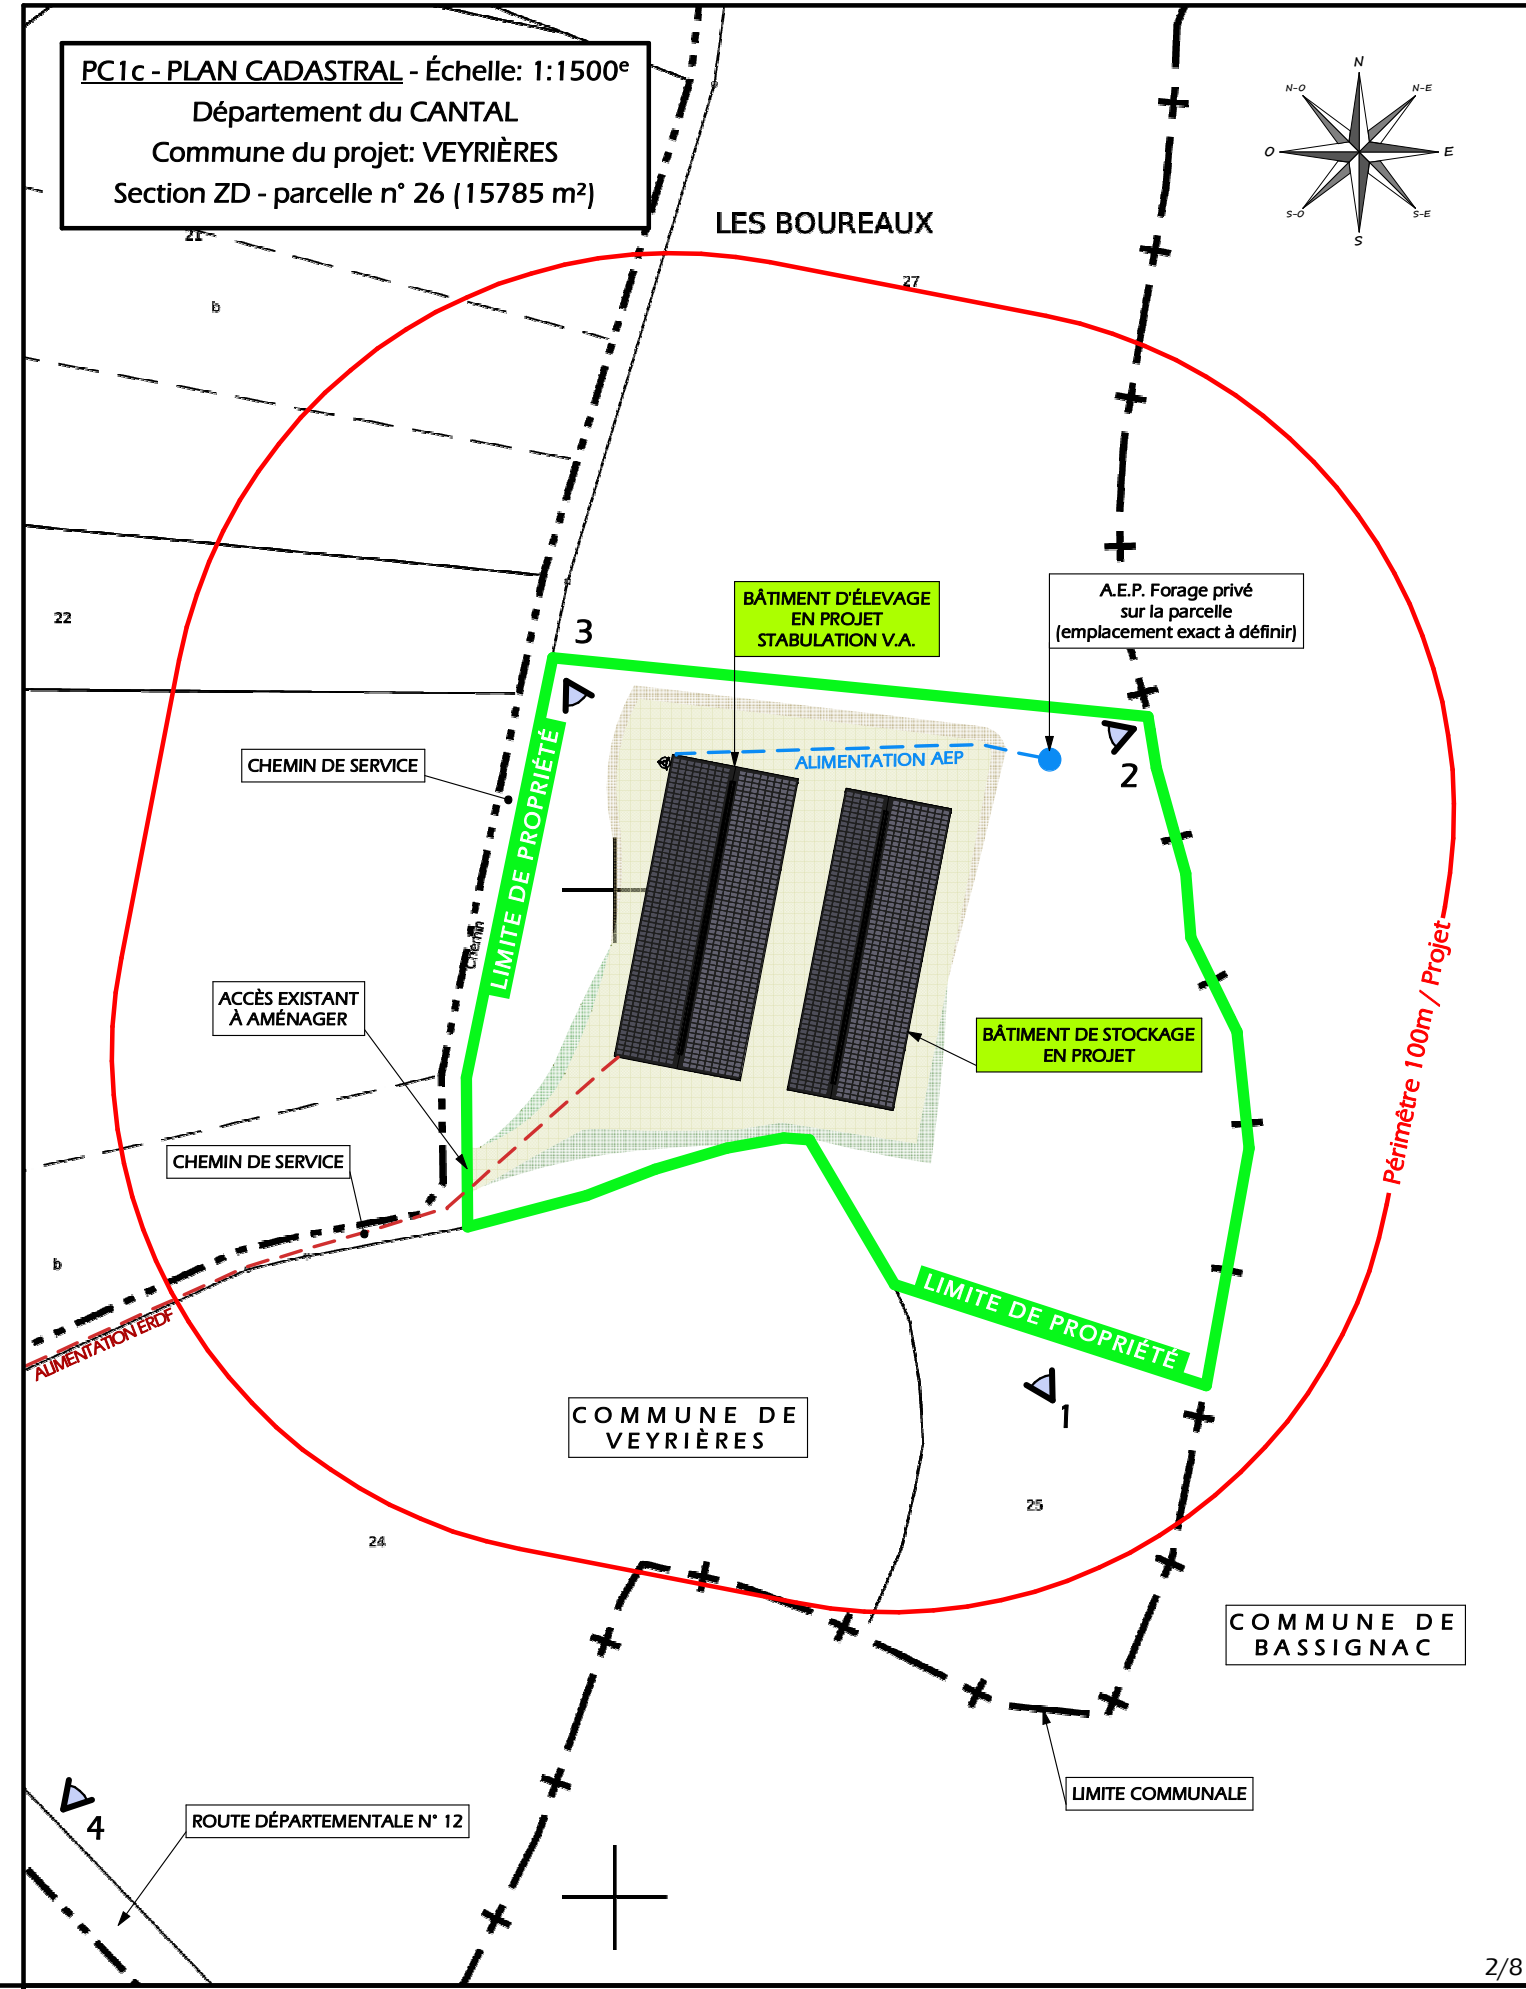 PC1c - PLAN CADASTRAL - Échelle: 1:1500e
Département du CANTAL
Commune du projet: VEYRIÈRES
Section ZD - parcelle n° 26 (15785 m²)
N
N-O
N-E
O
E
S-O
S-E
S
LES BOUREAUX
21
27
b
22
3
BÂTIMENT D'ÉLEVAGE
EN PROJET
STABULATION V.A.
A.E.P. Forage privé
sur la parcelle
(emplacement exact à définir)
CHEMIN DE SERVICE
LIMITE DE PROPRIÉTÉ
ALIMENTATION AEP
2
Chemin
ACCÈS EXISTANT
À AMÉNAGER
BÂTIMENT DE STOCKAGE
EN PROJET
Périmêtre 100m / Projet
CHEMIN DE SERVICE
b
ALIMENTATION ERDF
LIMITE DE PROPRIÉTÉ
1
COMMUNE DE
VEYRIÈRES
25
24
COMMUNE DE
BASSIGNAC
LIMITE COMMUNALE
4
ROUTE DÉPARTEMENTALE N° 12
2/8